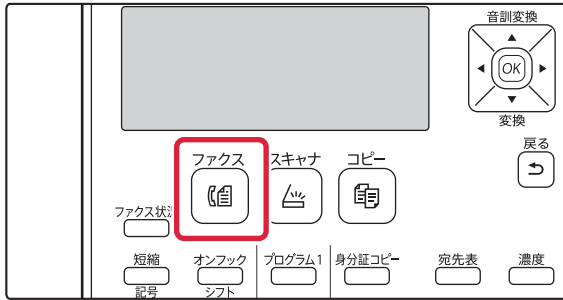 音訓変換
OK
変換
戻る
ファクス
スキャナ
コピー
ファクス状況
短縮
オンフック
プログラム1
身分証コピー
宛先表
濃度
記号
シフト